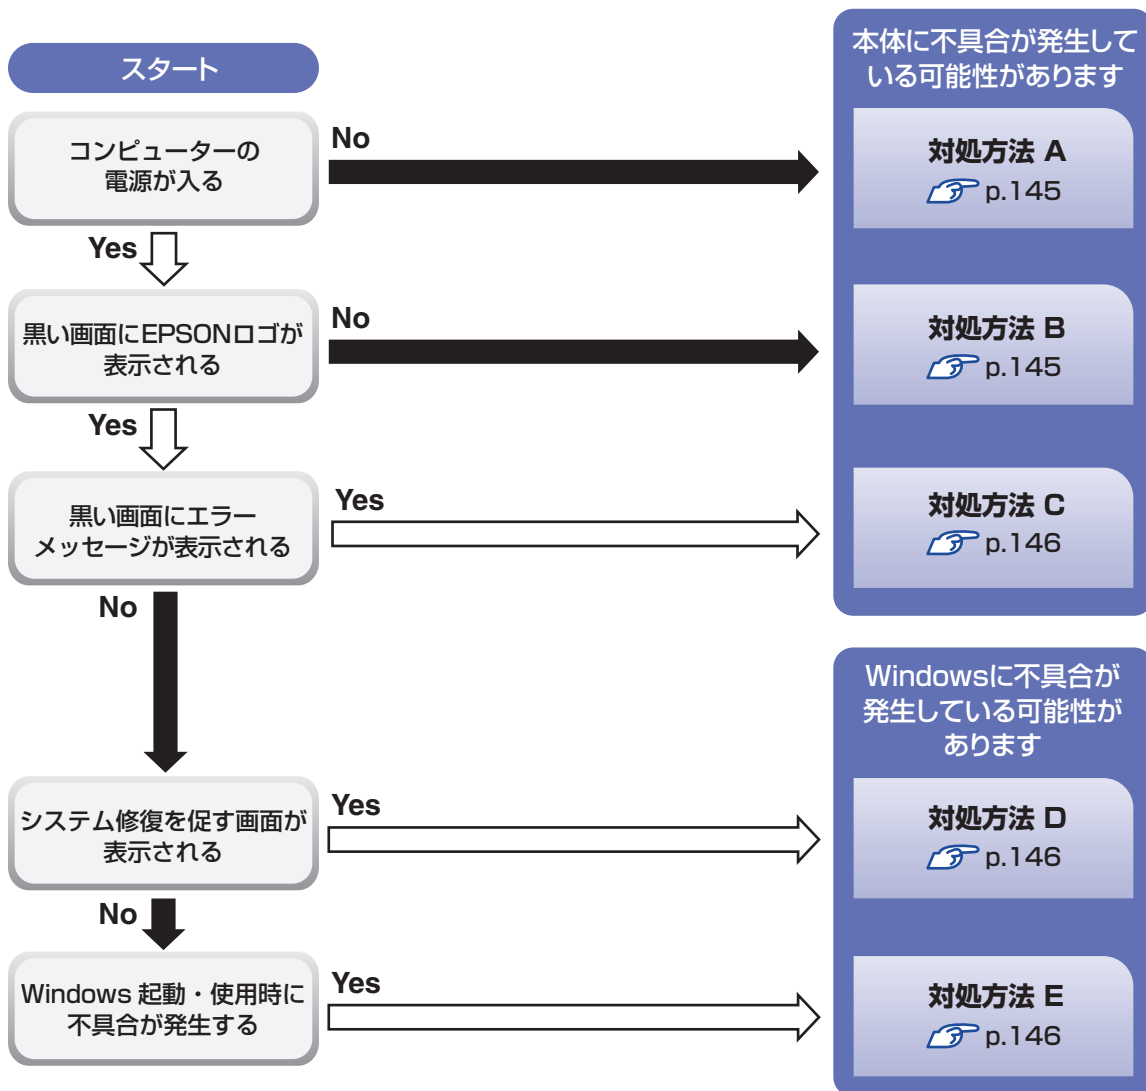 スタート
コンピューターの
電源が入る
No
Yes
黒い画面にEPSONロゴが
表示される
No
Yes
黒い画面にエラー
メッセージが表示される
Yes
No
システム修復を促す画面が
表示される
Yes
No
Windows 起動・使用時に
不具合が発生する
Yes
本体に不具合が発生して
いる可能性があります
対処方法 A
p.145
対処方法 B
p.145
対処方法 C
p.146
Windowsに不具合が
発生している可能性が
あります
対処方法 D
p.146
対処方法 E
p.146